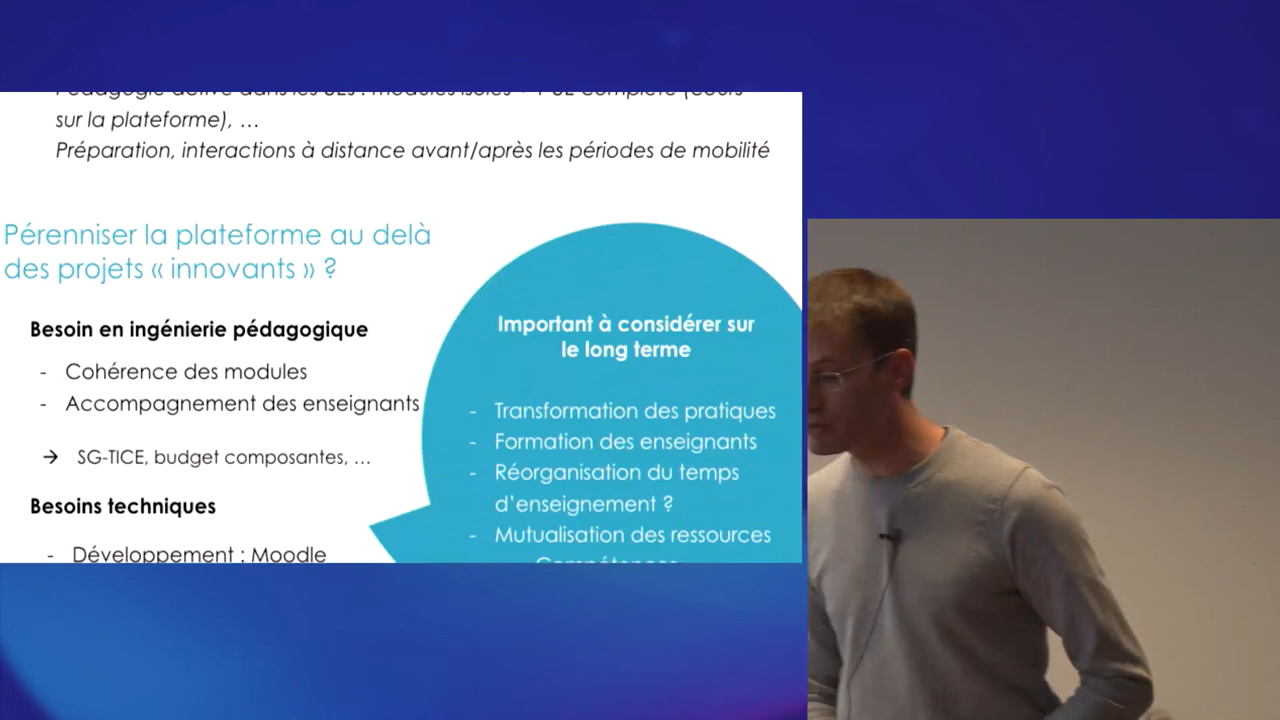 sur la plateforme), ...
Préparation, interactions à distance avant/après les périodes de mobilité
Pérenniser la plateforme au delà
des projets « innovants » ?
Besoin en ingénierie pédagogique
- Cohérence des modules
- Accompagnement des enseignants
→ SG-TICE, budget composantes, ...
Besoins techniques
- Développement : Moodle
Important à considérer sur
le long terme
- Transformation des pratiques
- Formation des enseignants
- Réorganisation du temps
d’enseignement ?
- Mutualisation des ressources
Compétences